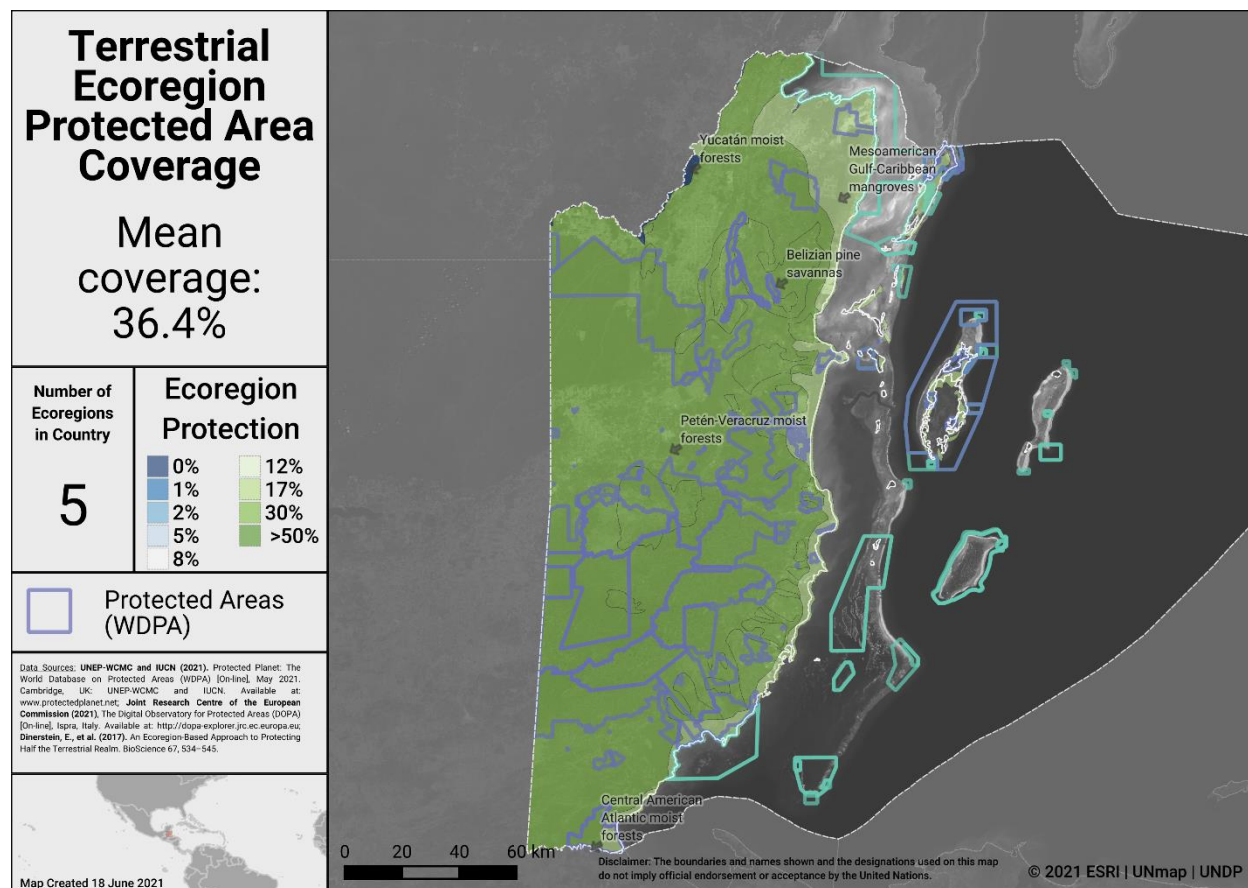 Terrestrial
Ecoregion
Protected Area
Coverage
Mean
coverage:
36.4%
Number of
Ecoregions
in Country
5
Ecoregion
Protection
0%
1%
2%
5%
8%
12%
17%
30%
>50%
Protected Areas
(WDPA)
Data Sources: UNEP-WCMC and IUCN (2021). Protected Planet: The
World Database on Protected Areas (WDPA) [On-line], May 2021.
Cambridge, UK: UNEP-WCMC and IUCN. Available at:
www.protectedplanet.net; Joint Research Centre of the European
Commission (2021), The Digital Observatory for Protected Areas (DOPA)
[On-line], Ispra, Italy. Available at: http://dopa-explorer.jrc.ec.europa.eu;
Dinerstein, E., et al. (2017). An Ecoregion-Based Approach to Protecting
Half the Terrestrial Realm. BioScience 67, 534–545.
Map Created 18 June 2021
Yucatán moist
forests
Mesoamerican
Gulf-Caribbean
mangroves
Belizian pine
savannas
Petén-Veracruz moist
forests
Central American
Atlantic moist
forests
0 20 40 60 km
Disclaimer: The boundaries and names shown and the designations used on this map
do not imply official endorsement or acceptance by the United Nations.
© 2021 ESRI | UNmap | UNDP